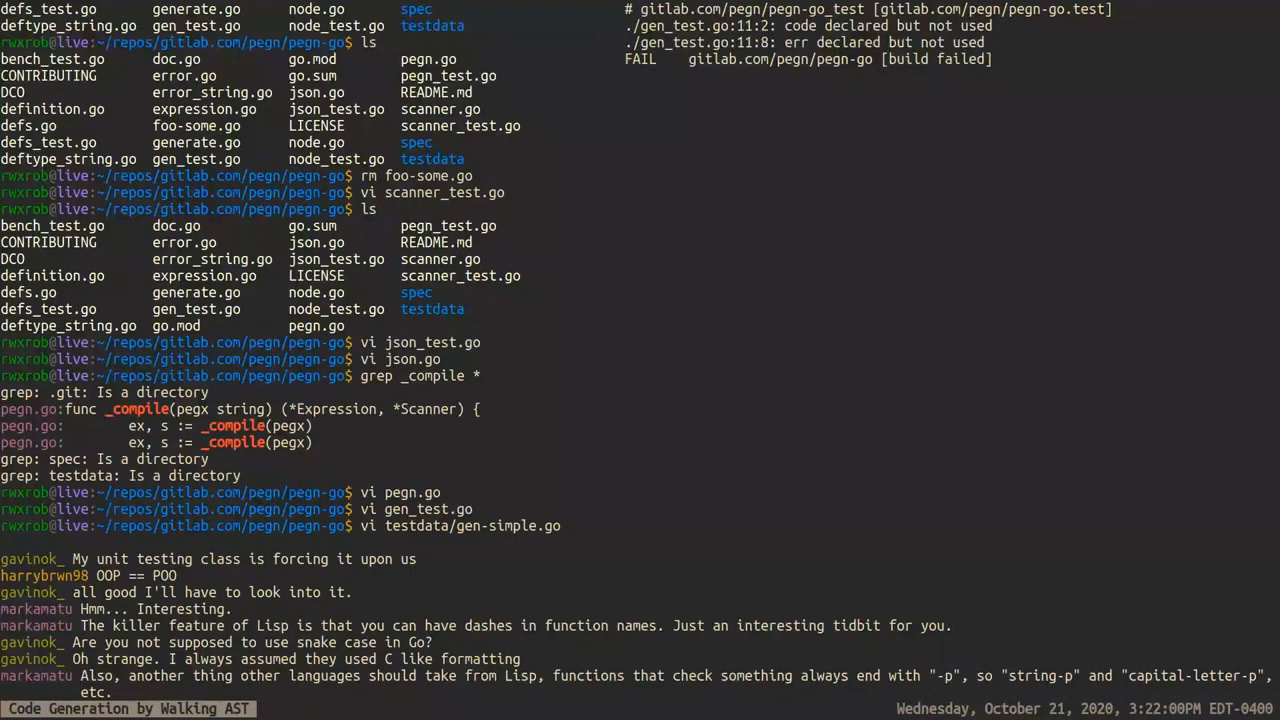 defs_test.go      generate.go    node.go       spec
deftype_string.go gen_test.go    node_test.go  testdata
rwxrob@live:~/repos/gitlab.com/pegn/pegn-go$ ls
bench_test.go     doc.go          go.mod        pegn.go
CONTRIBUTING      error.go        go.sum        pegn_test.go
DCO               error_string.go json.go       README.md
definition.go     expression.go   json_test.go  scanner.go
defs.go           foo-some.go     LICENSE       scanner_test.go
defs_test.go      generate.go     node.go       spec
deftype_string.go gen_test.go     node_test.go  testdata
rwxrob@live:~/repos/gitlab.com/pegn/pegn-go$ rm foo-some.go
rwxrob@live:~/repos/gitlab.com/pegn/pegn-go$ vi scanner_test.go
rwxrob@live:~/repos/gitlab.com/pegn/pegn-go$ ls
bench_test.go     doc.go          go.sum        pegn_test.go
CONTRIBUTING      error.go        json.go       README.md
DCO               error_string.go json_test.go  scanner.go
definition.go     expression.go   LICENSE       scanner_test.go
defs.go           generate.go     node.go       spec
defs_test.go      gen_test.go     node_test.go  testdata
deftype_string.go go.mod          pegn.go
rwxrob@live:~/repos/gitlab.com/pegn/pegn-go$ vi json_test.go
rwxrob@live:~/repos/gitlab.com/pegn/pegn-go$ vi json.go
rwxrob@live:~/repos/gitlab.com/pegn/pegn-go$ grep _compile *
grep: .git: Is a directory
pegn.go:func _compile(pegx string) (*Expression, *Scanner) {
pegn.go:        ex, s := _compile(pegx)
pegn.go:        ex, s := _compile(pegx)
grep: spec: Is a directory
grep: testdata: Is a directory
rwxrob@live:~/repos/gitlab.com/pegn/pegn-go$ vi pegn.go
rwxrob@live:~/repos/gitlab.com/pegn/pegn-go$ vi gen_test.go
rwxrob@live:~/repos/gitlab.com/pegn/pegn-go$ vi testdata/gen-simple.go
# gitlab.com/pegn/pegn-go_test [gitlab.com/pegn/pegn-go.test]
./gen_test.go:11:2: code declared but not used
./gen_test.go:11:8: err declared but not used
FAIL    gitlab.com/pegn/pegn-go [build failed]
gavinok_ My unit testing class is forcing it upon us
harrybrwn98 OOP == POO
gavinok_ all good I'll have to look into it.
markamatu Hmm... Interesting.
markamatu The killer feature of Lisp is that you can have dashes in function names. Just an interesting tidbit for you.
gavinok_ Are you not supposed to use snake case in Go?
gavinok_ Oh strange. I always assumed they used C like formatting
markamatu Also, another thing other languages should take from Lisp, functions that check something always end with "-p", so "string-p" and "capital-letter-p",
etc.
Code Generation by Walking AST
Wednesday, October 21, 2020, 3:22:00PM EDT-0400